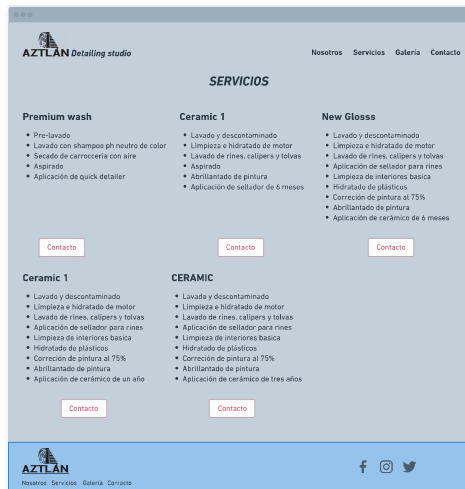 AZTLAN Detailing studio
Nosotros Servicios Galería Contacto
SERVICIOS
Premium wash
Pre-lavado
Lavado con shampoo ph neutro de color
Secado de carrocceria con aire
Aspirado
Aplicación de quick detailer
Contacto
Ceramic 1
Lavado y descontaminado
Limpieza e hidratado de motor
Lavado de rines, calipers y tolvas
Aspirado
Abrillantado de pintura
Aplicación de sellador de 6 meses
Contacto
New Glosss
Lavado y descontaminado
Limpieza e hidratado de motor
Lavado de rines, calipers y tolvas
Aplicación de sellador para rines
Limpieza de interiores basica
Hidratado de plásticos
Correción de pintura al 75%
Abrillantado de pintura
Aplicación de cerámico de 6 meses
Contacto
Ceramic 1
Lavado y descontaminado
Limpieza e hidratado de motor
Lavado de rines, calipers y tolvas
Aplicación de sellador para rines
Limpieza de interiores basica
Hidratado de plásticos
Correción de pintura al 75%
Abrillantado de pintura
Aplicación de cerámico de un año
Contacto
CERAMIC
Lavado y descontaminado
Limpieza e hidratado de motor
Lavado de rines, calipers y tolvas
Aplicación de sellador para rines
Limpieza de interiores basica
Hidratado de plásticos
Correción de pintura al 75%
Abrillantado de pintura
Aplicación de cerámico de tres años
Contacto
AZTLAN
Nosotros Servicios Galería Contacto